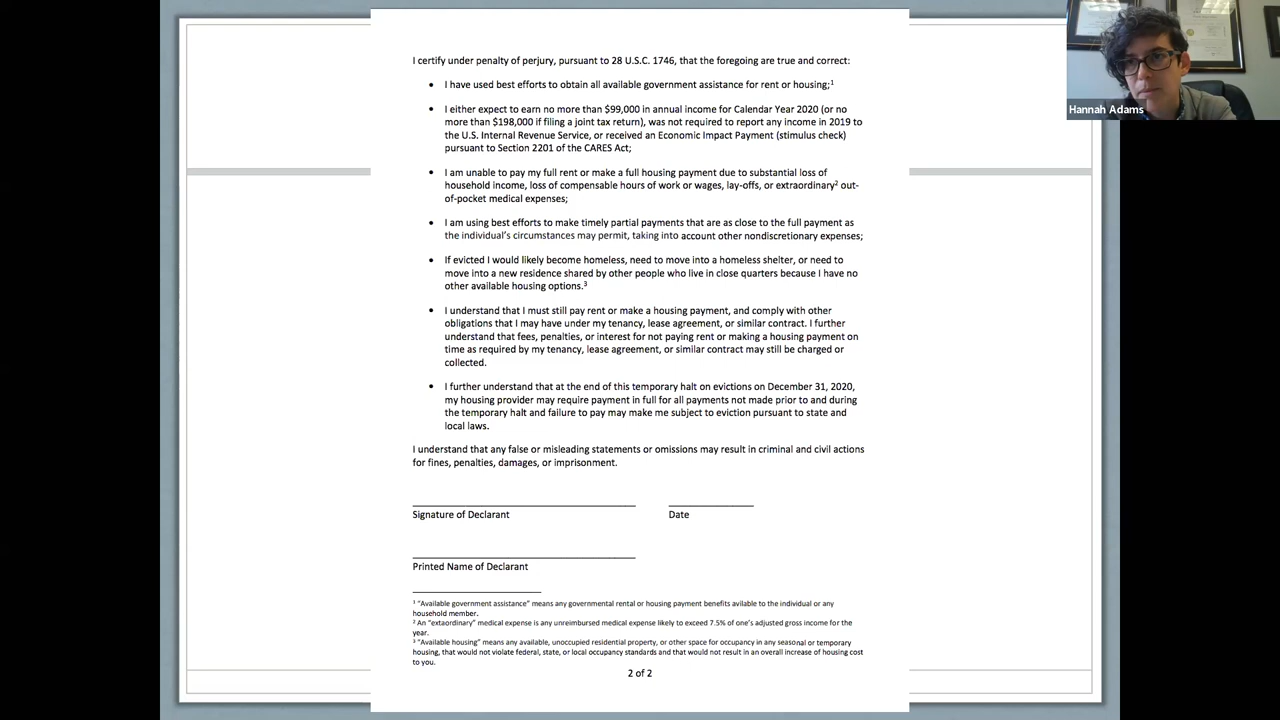 I certify under penalty of perjury, pursuant to 28 U.S.C. 1746, that the foregoing are true and correct:
• I have used best efforts to obtain all available government assistance for rent or housing;1
• I either expect to earn no more than $99,000 in annual income for Calendar Year 2020 (or no
more than $198,000 if filing a joint tax return), was not required to report any income in 2019 to
the U.S. Internal Revenue Service, or received an Economic Impact Payment (stimulus check)
pursuant to Section 2201 of the CARES Act;
• I am unable to pay my full rent or make a full housing payment due to substantial loss of
household income, loss of compensable hours of work or wages, lay-offs, or extraordinary2 out-
of-pocket medical expenses;
• I am using best efforts to make timely partial payments that are as close to the full payment as
the individual's circumstances may permit, taking into account other nondiscretionary expenses;
• If evicted I would likely become homeless, need to move into a homeless shelter, or need to
move into a new residence shared by other people who live in close quarters because I have no
other available housing options.3
• I understand that I must still pay rent or make a housing payment, and comply with other
obligations that I may have under my tenancy, lease agreement, or similar contract. I further
understand that fees, penalties, or interest for not paying rent or making a housing payment on
time as required by my tenancy, lease agreement, or similar contract may still be charged or
collected.
• I further understand that at the end of this temporary halt on evictions on December 31, 2020,
my housing provider may require payment in full for all payments not made prior to and during
the temporary halt and failure to pay may make me subject to eviction pursuant to state and
local laws.
I understand that any false or misleading statements or omissions may result in criminal and civil actions
for fines, penalties, damages, or imprisonment.
Signature of Declarant Date
Printed Name of Declarant
1 "Available government assistance" means any governmental rental or housing payment benefits avilable to the individual or any
household member.
2 An "extaordinary" medical expense is any unreimbursed medical expense likely to exceed 7.5% of one's adjusted gross income for the
year.
3 "Available housing" means any available, unoccupied residential property, or other space for occupancy in any seasonal or temporary
housing, that would not violate federal, state, or local occupancy standards and that would not result in an overall increase of housing cost
to you.
2 of 2
Hannah Adams